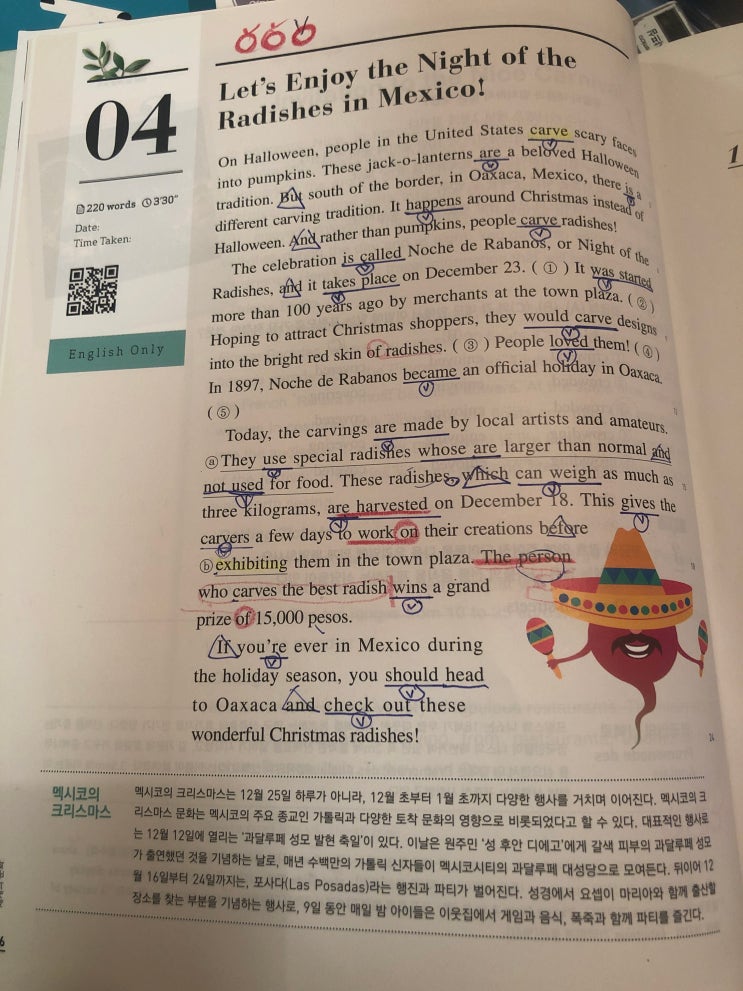 Let's Enjoy the Night of the
Radishes in Mexico!
04
220 words 3'30"
Date:
Time Taken:
English Only
On Halloween, people in the United States carve scary faces
into pumpkins. These jack-o-lanterns are a beloved Halloween
tradition. But south of the border, in Oaxaca, Mexico, there is a
different carving tradition. It happens around Christmas instead of
Halloween. And rather than pumpkins, people carve radishes!
The celebration is called Noche de Rabanos, or Night of the
Radishes, and it takes place on December 23. ( ① ) It was started
more than 100 years ago by merchants at the town plaza. ( ② )
Hoping to attract Christmas shoppers, they would carve designs
into the bright red skin of radishes. ( ③ ) People loved them! ( ④ )
In 1897, Noche de Rabanos became an official holiday in Oaxaca.
( ⑤ )
Today, the carvings are made by local artists and amateurs.
ⓐ They use special radishes whose are larger than normal and
not used for food. These radishes, which can weigh as much as
three kilograms, are harvested on December 18. This gives the
carvers a few days to work on their creations before
ⓑ exhibiting them in the town plaza. The person
who carves the best radish wins a grand
prize of 15,000 pesos.
If you're ever in Mexico during
the holiday season, you should head
to Oaxaca and check out these
wonderful Christmas radishes!
멕시코의
크리스마스
멕시코의 크리스마스는 12월 25일 하루가 아니라, 12월 초부터 1월 초까지 다양한 행사를 거치며 이어진다. 멕시코의 크
리스마스 문화는 멕시코의 주요 종교인 가톨릭과 다양한 토착 문화의 영향으로 비롯되었다고 할 수 있다. 대표적인 행사로
는 12월 12일에 열리는 '과달루페 성모 발현 축일'이 있다. 이날은 원주민 '성 후안 디에고'에게 갈색 피부의 과달루페 성모
가 출연했던 것을 기념하는 날로, 매년 수백만의 가톨릭 신자들이 멕시코시티의 과달루페 대성당으로 모여든다. 뒤이어 12
월 16일부터 24일까지는, 포사다(Las Posadas)라는 행진과 파티가 벌어진다. 성경에서 요셉이 마리아와 함께 출산할
장소를 찾는 부분을 기념하는 행사로, 9일 동안 매일 밤 아이들은 이웃집에서 게임과 음식, 폭죽과 함께 파티를 즐긴다.